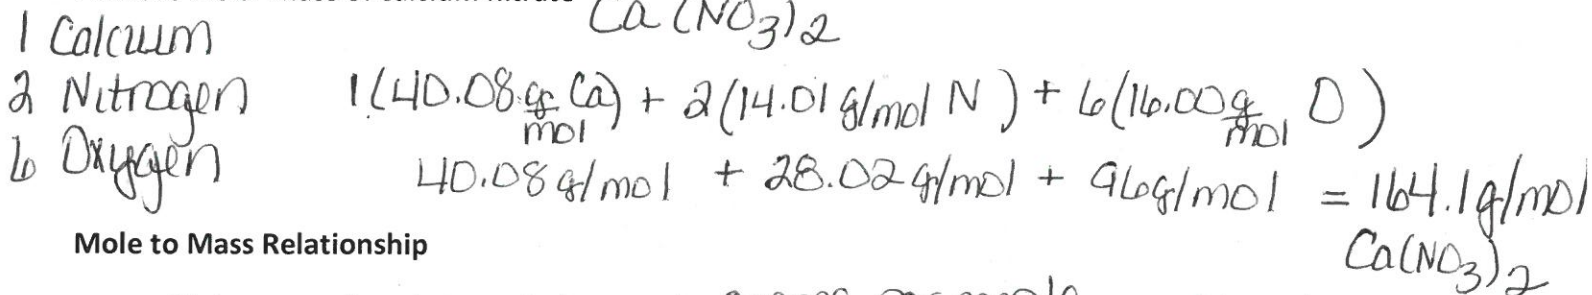 Ca(NO3)2
1 Calcium
2 Nitrogen 1(40.08 g/mol Ca) + 2(14.01 g/mol N) + 6(16.00 g/mol O)
6 Oxygen 40.08 g/mol + 28.02 g/mol + 96g/mol = 164.1g/mol
Ca(NO3)2
Mole to Mass Relationship